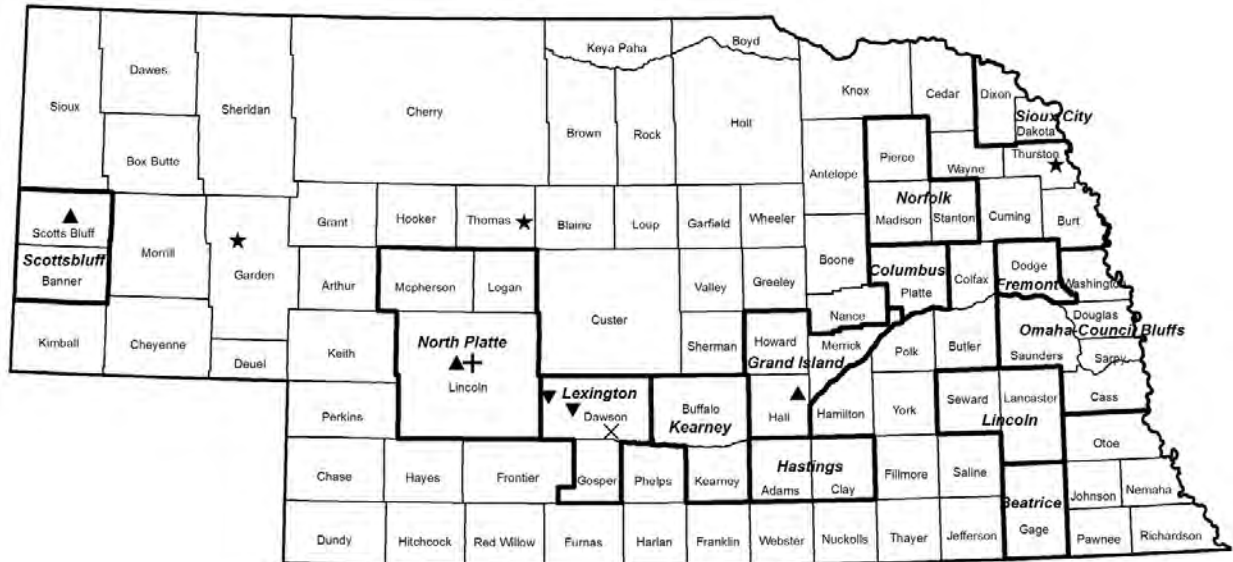 Keya Paha Boyd
Dawes
Knox Cedar Dixon
Sioux Sheridan Cherry
Sioux City
Dakota
Brown Rock Holt
Box Butte
Pierce Wayne Thurston
Antelope
Norfolk
Scotts Bluff
Grant Hooker Thomas Blaine Loup Garfield Wheeler Madison Stanton Cuming Burt
Scottsbluff
Morrill
Banner
Garden Arthur Mcpherson Logan Valley Greeley Boone
Columbus
Platte Colfax Dodge Washington
Fremont
Custer
Nance Douglas
Omaha-Council Bluffs
Kimball Cheyenne Deuel Keith
North Platte
Lincoln
Sherman Howard Merrick
Grand Island
Polk Butler Saunders Sarpy
Lexington
Dawson
Buffalo
Kearney
Hall Hamilton York Seward Lancaster Cass
Lincoln
Perkins
Otoe
Chase Hayes Frontier Gosper Phelps Kearney
Hastings
Adams Clay Fillmore Saline
Johnson Nemaha
Beatrice
Gage
Dundy Hitchcock Red Willow Furnas Harlan Franklin Webster Nuckolls Thayer Jefferson Pawnee Richardson